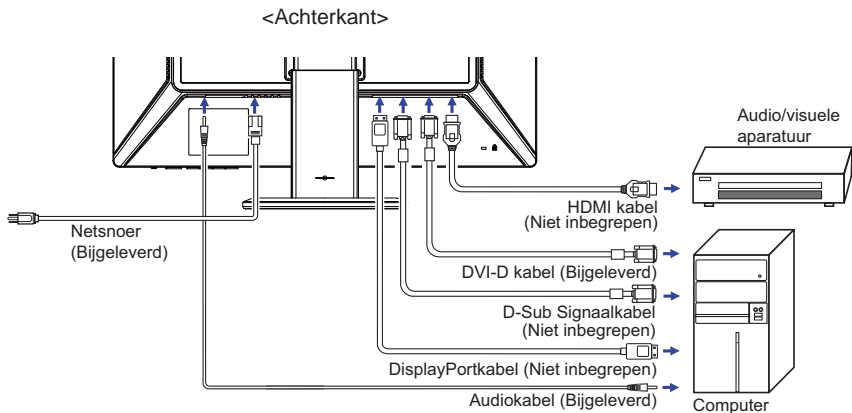 <Achterkant>
Audio/visuele
aparatuur
HDMI kabel
(Niet inbegrepen)
Netsnoer
(Bijgeleverd)
DVI-D kabel (Bijgeleverd)
D-Sub Signaalkabel
(Niet inbegrepen)
DisplayPortkabel (Niet inbegrepen)
Audiokabel (Bijgeleverd)
Computer